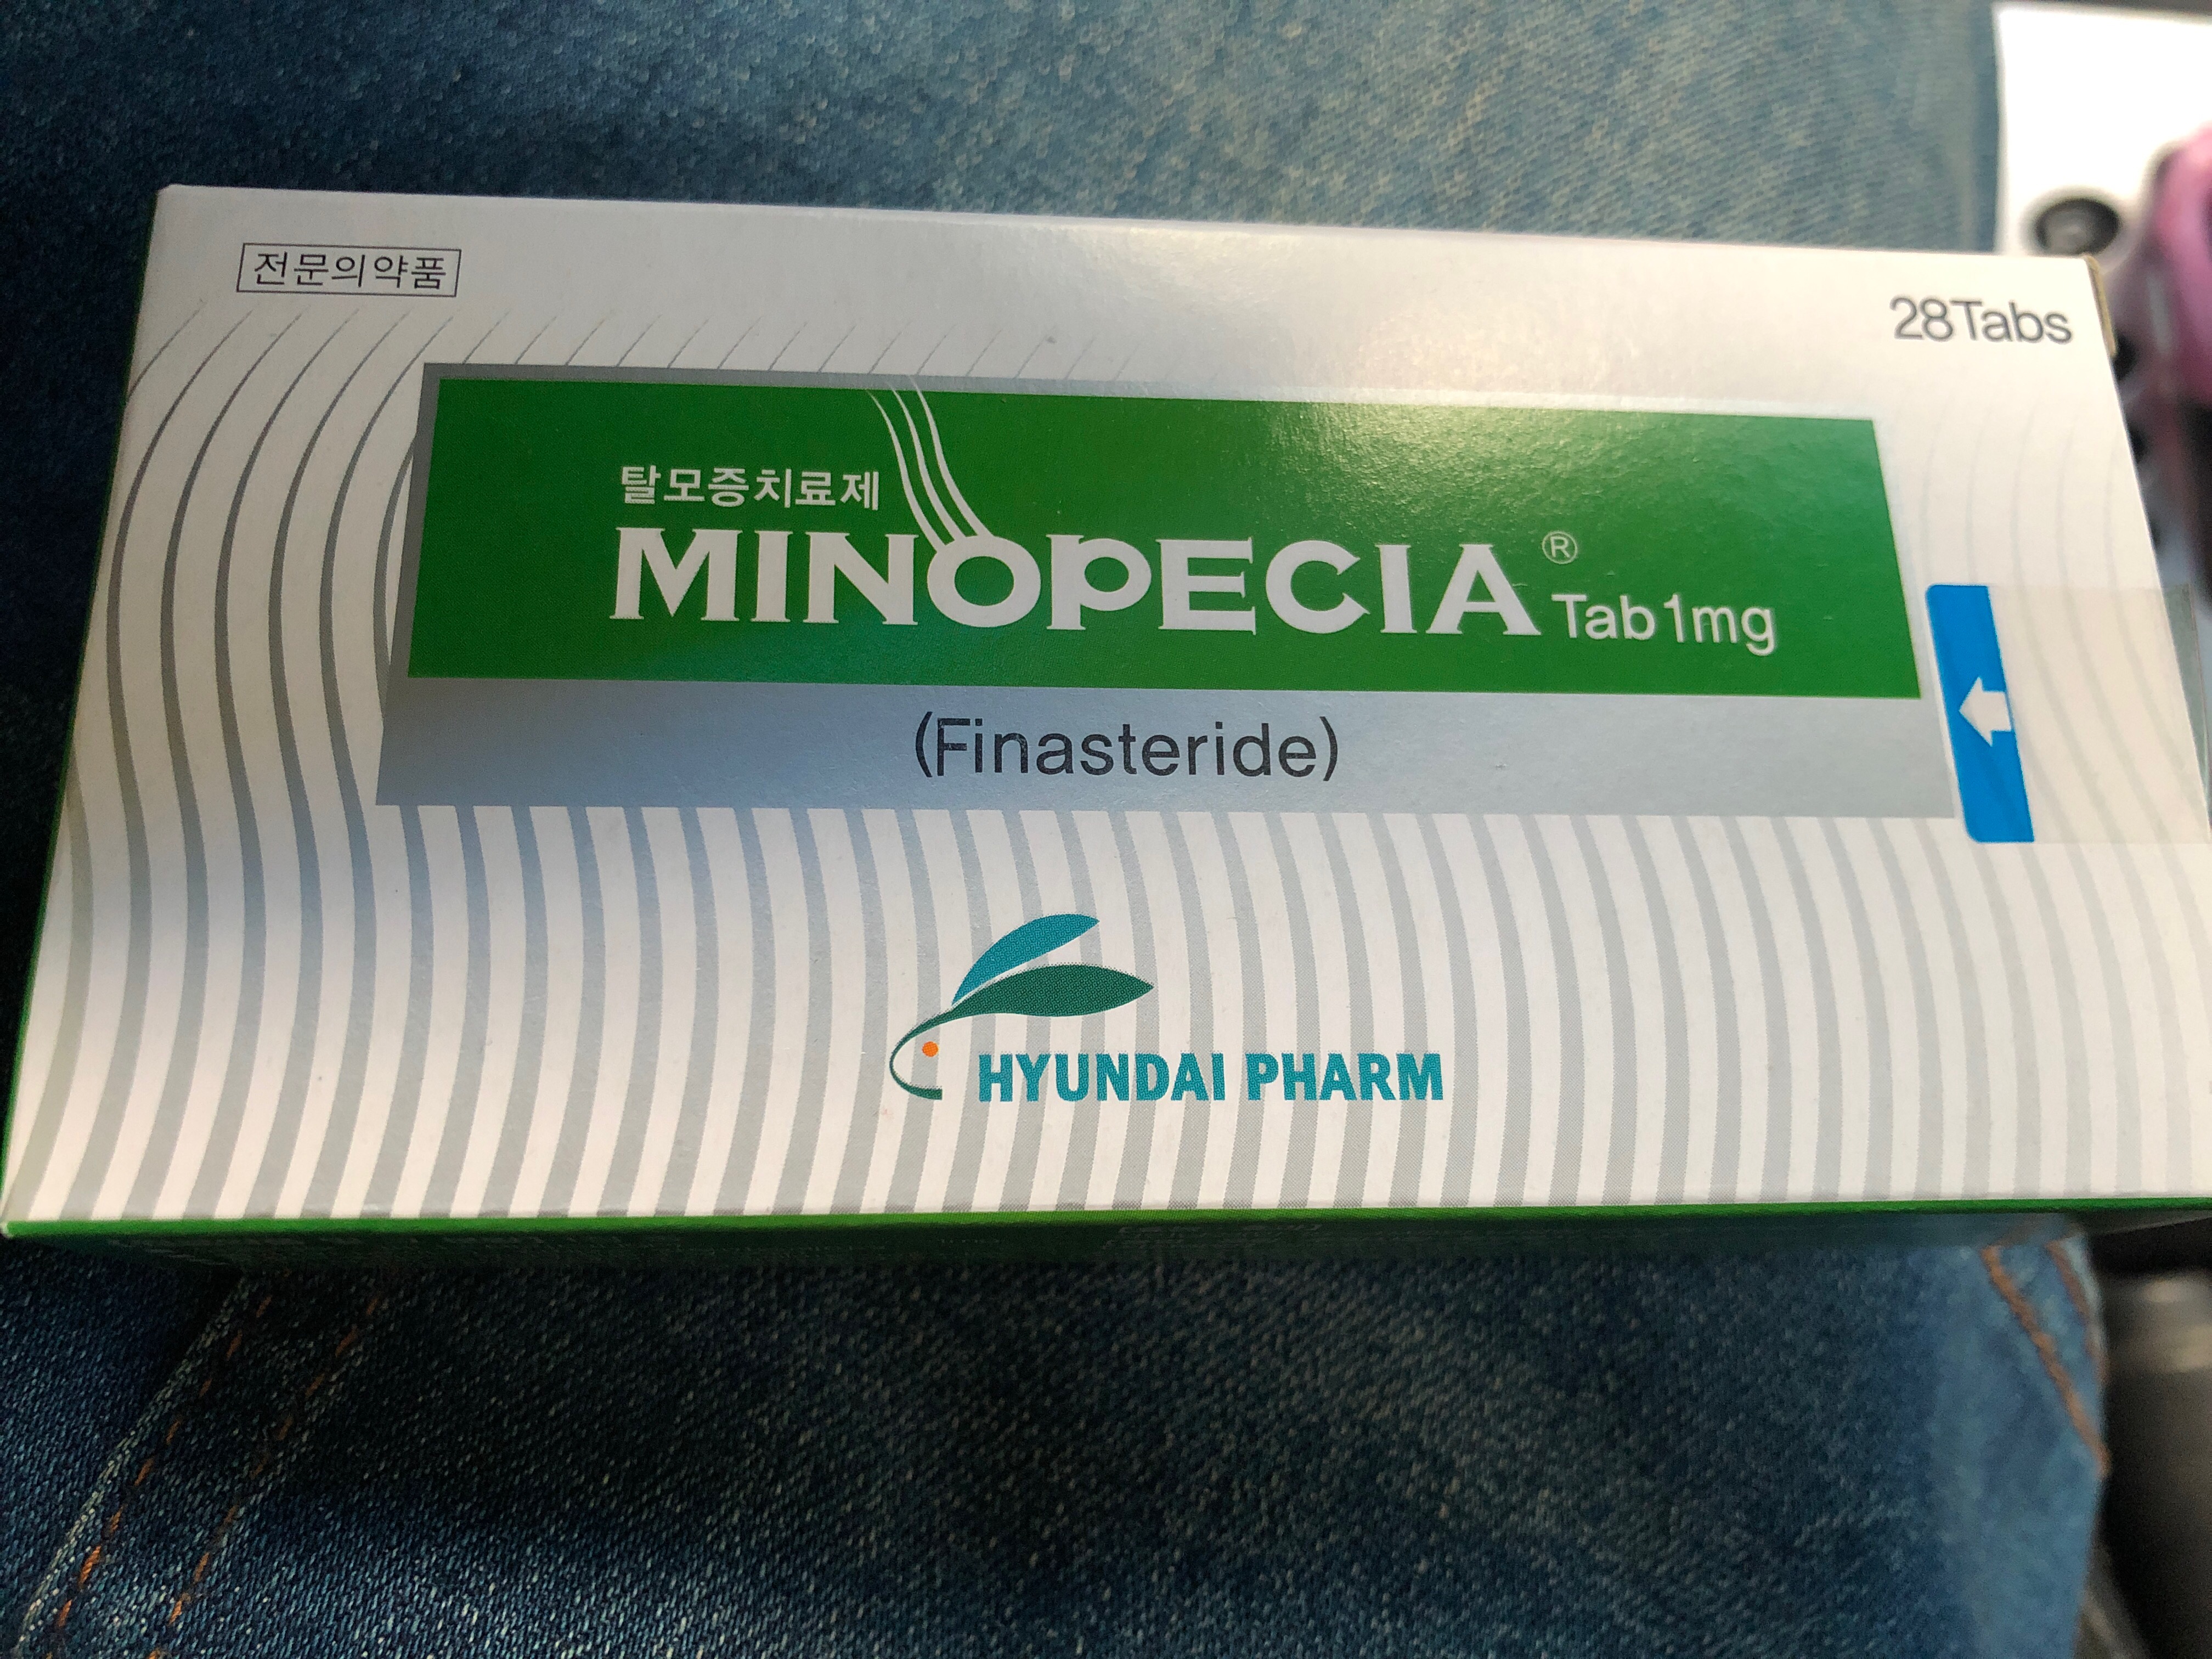 전문의약품
28Tabs
탈모증치료제
MINOPECIA® Tab 1mg
(Finasteride)
HYUNDAI PHARM